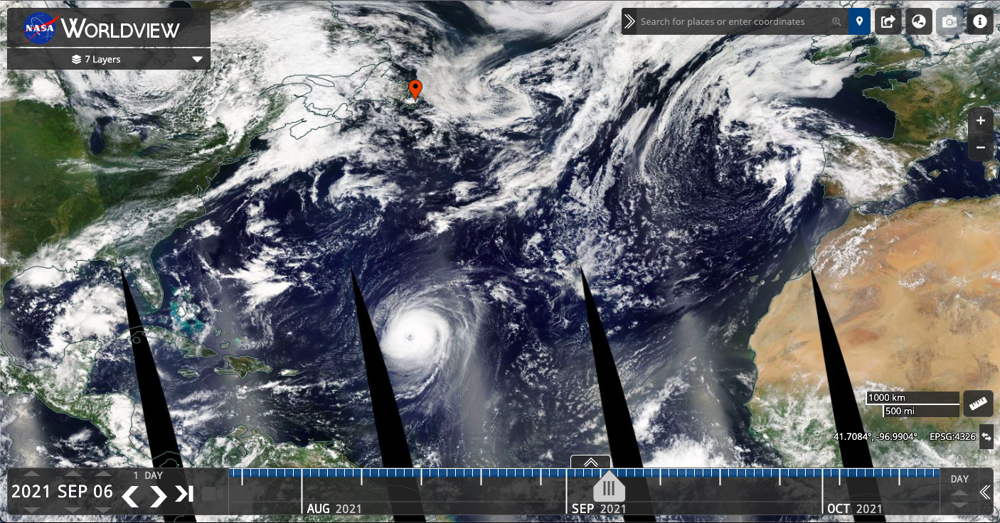 NASA WORLDVIEW
7 Layers
Search for places or enter coordinates
+
−
1000 km
500 mi
41.7084°, -96.9904° EPSG:4326
1 DAY
2021 SEP 06
DAY
AUG 2021
SEP 2021
OCT 2021